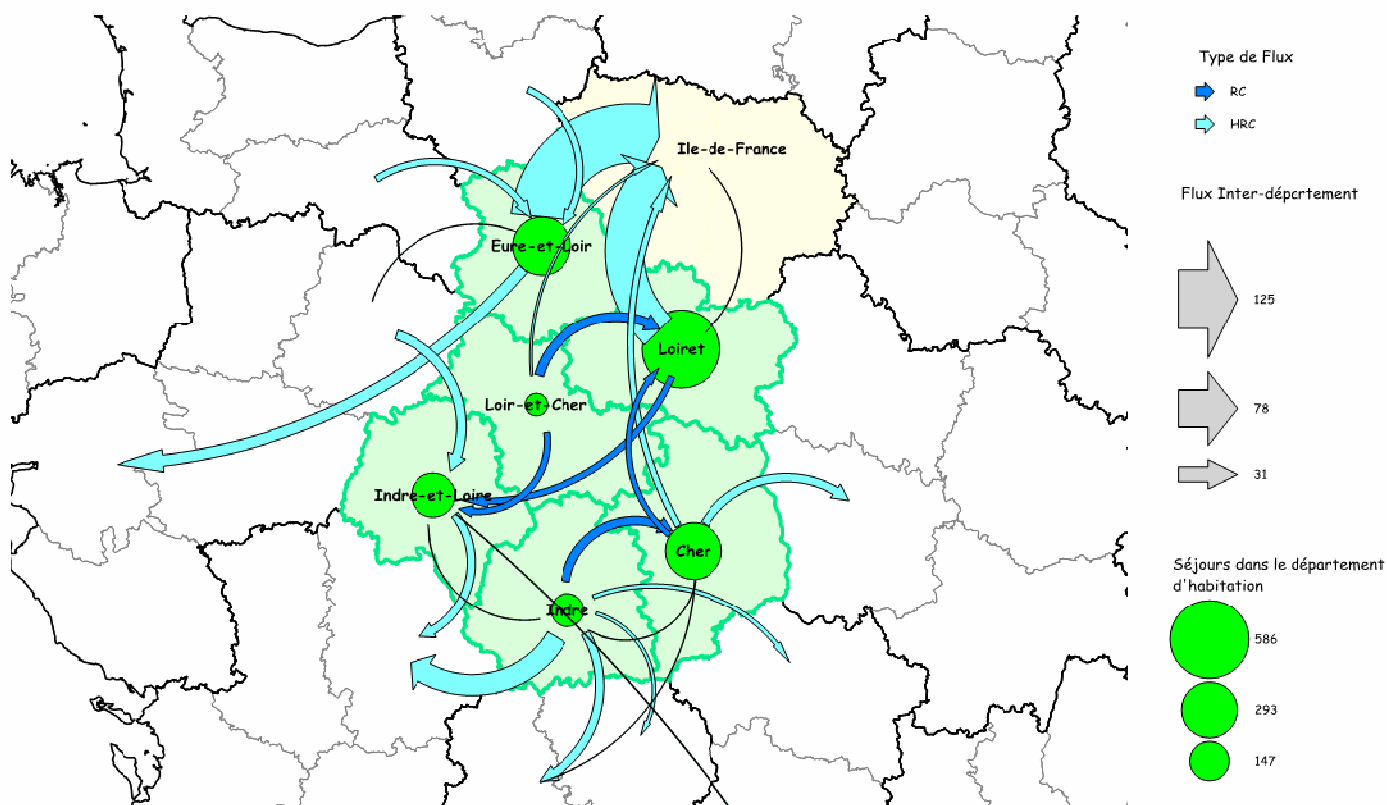 Type de Flux
RC
HRC
Ile-de-France
Flux Inter-département
Eure-et-Loir
125
Loiret
Loir-et-Cher
78
31
Indre-et-Loire
Cher
Séjours dans le département
d'habitation
Indre
586
293
147